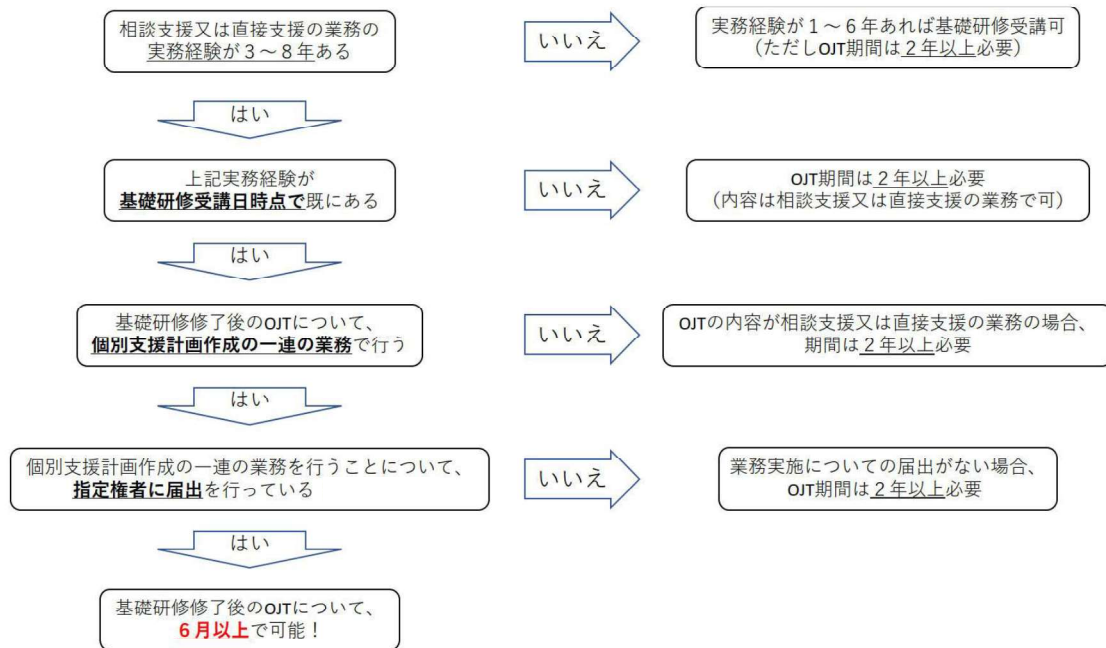 相談支援又は直接支援の業務の
実務経験が３～８年ある
いいえ
実務経験が１～６年あれば基礎研修受講可
（ただしOJT期間は２年以上必要）
はい
上記実務経験が
基礎研修受講日時点で既にある
いいえ
OJT期間は２年以上必要
（内容は相談支援又は直接支援の業務で可）
はい
基礎研修修了後のOJTについて、
個別支援計画作成の一連の業務で行う
いいえ
OJTの内容が相談支援又は直接支援の業務の場合、
期間は２年以上必要
はい
個別支援計画作成の一連の業務を行うことについて、
指定権者に届出を行っている
いいえ
業務実施についての届出がない場合、
OJT期間は２年以上必要
はい
基礎研修修了後のOJTについて、
６月以上で可能！